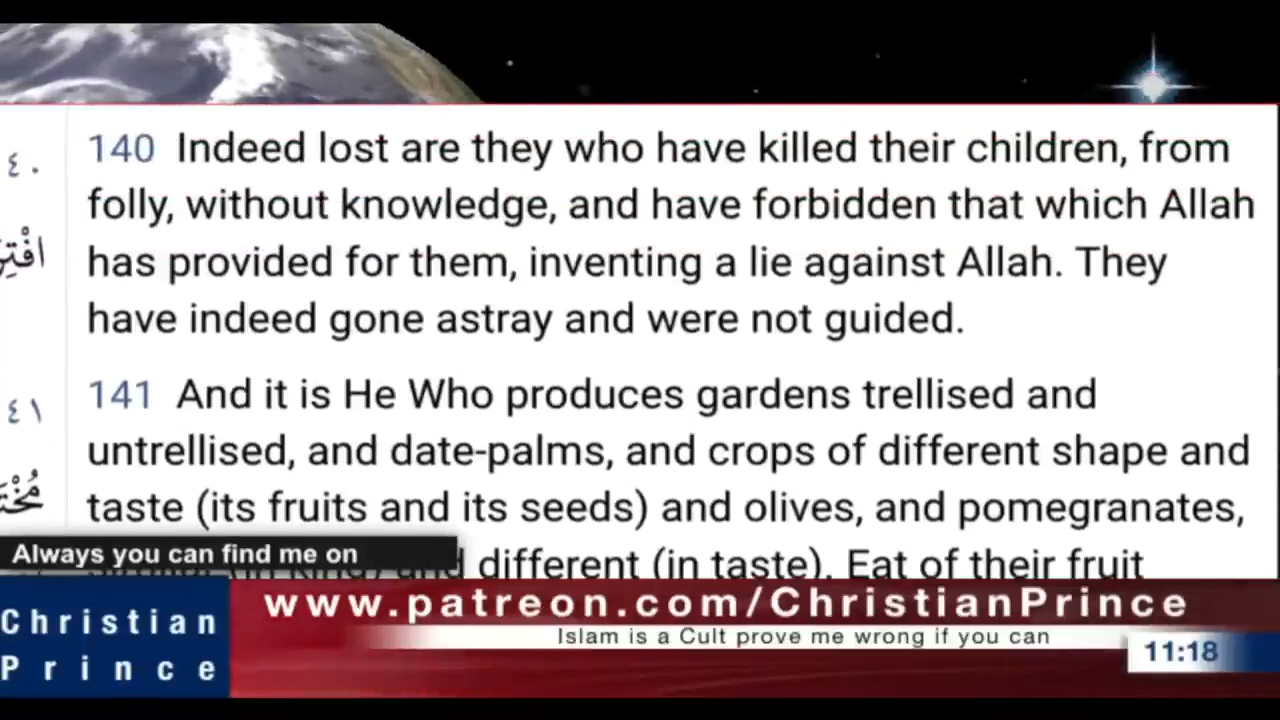 140 Indeed lost are they who have killed their children, from
folly, without knowledge, and have forbidden that which Allah
has provided for them, inventing a lie against Allah. They
have indeed gone astray and were not guided.
141 And it is He Who produces gardens trellised and
untrellised, and date-palms, and crops of different shape and
taste (its fruits and its seeds) and olives, and pomegranates,
different (in taste). Eat of their fruit
٤٠
٤١
Always you can find me on
www.patreon.com/ChristianPrince
Islam is a Cult prove me wrong if you can
Christian
Prince
11:18